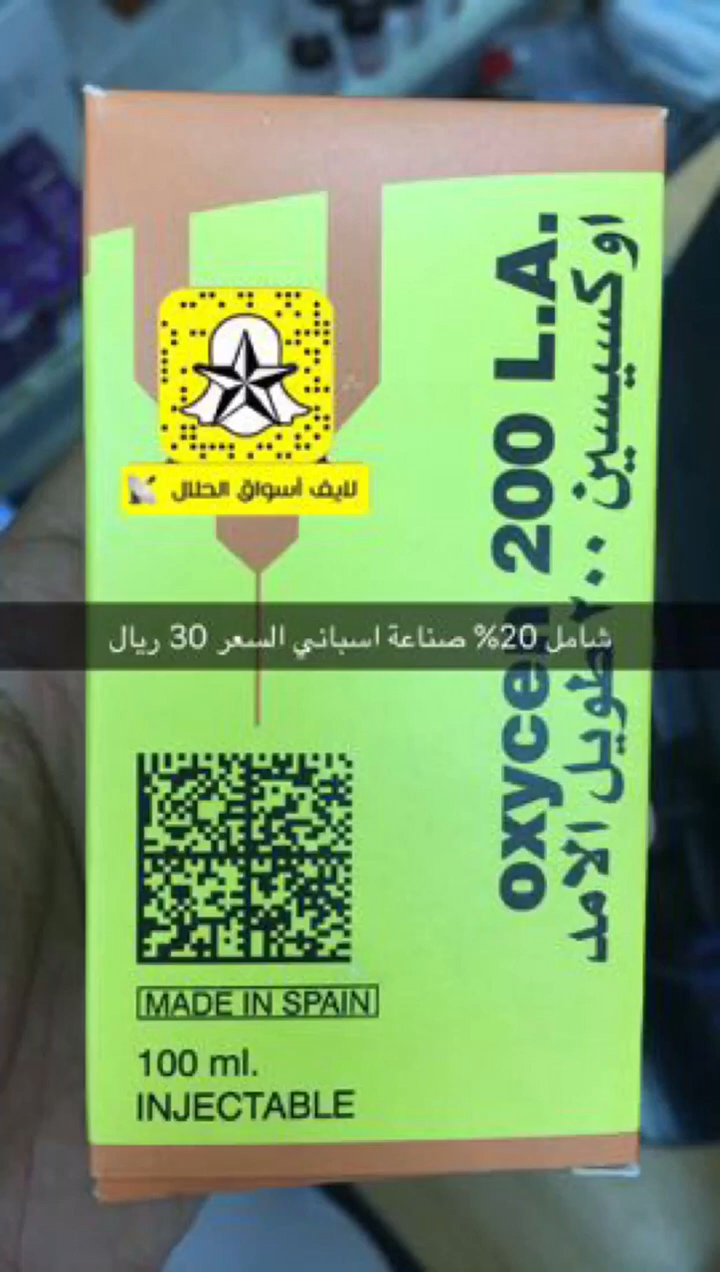 oxycen 200 L.A.
اوكسيسين ٢٠٠ طويل الامد
لايف أسواق الحلال
شامل 20% صناعة اسباني السعر 30 ريال
MADE IN SPAIN
100 ml.
INJECTABLE